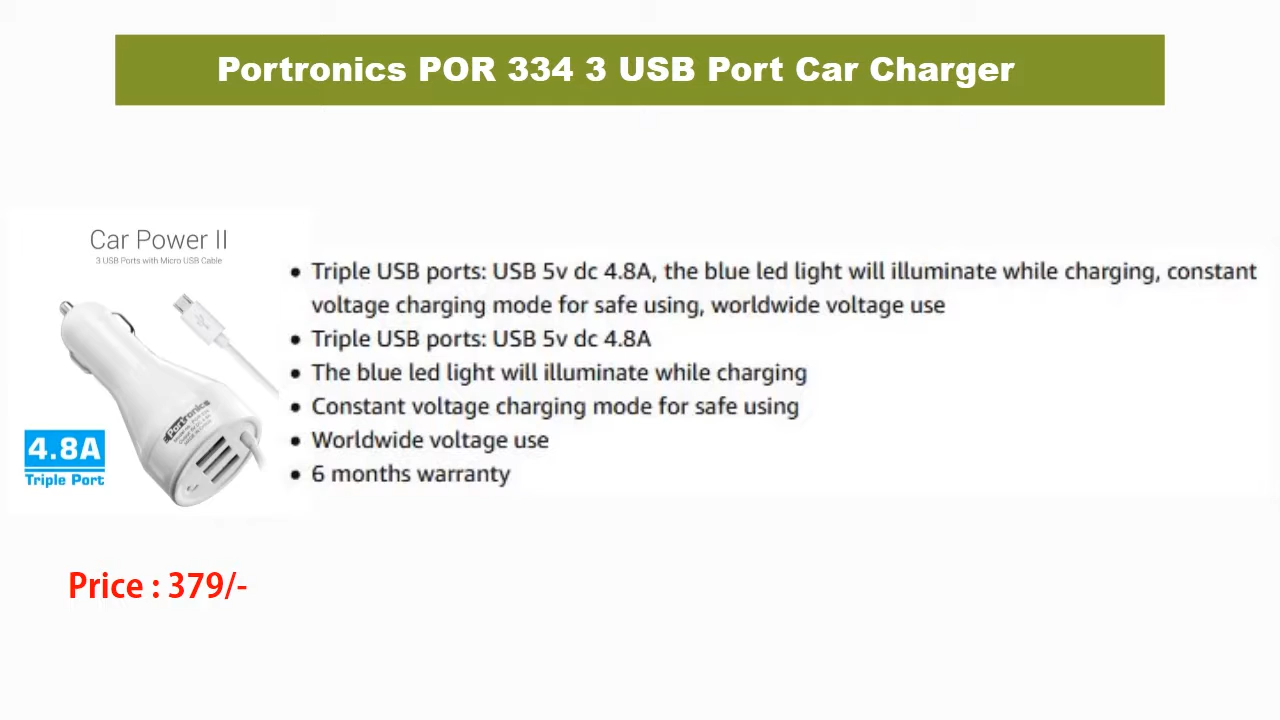 Portronics POR 334 3 USB Port Car Charger
Car Power II
3 USB Ports with Micro USB Cable
• Triple USB ports: USB 5v dc 4.8A, the blue led light will illuminate while charging, constant
voltage charging mode for safe using, worldwide voltage use
• Triple USB ports: USB 5v dc 4.8A
• The blue led light will illuminate while charging
• Constant voltage charging mode for safe using
• Worldwide voltage use
• 6 months warranty
Portronics
4.8A
Triple Port
Price : 379/-